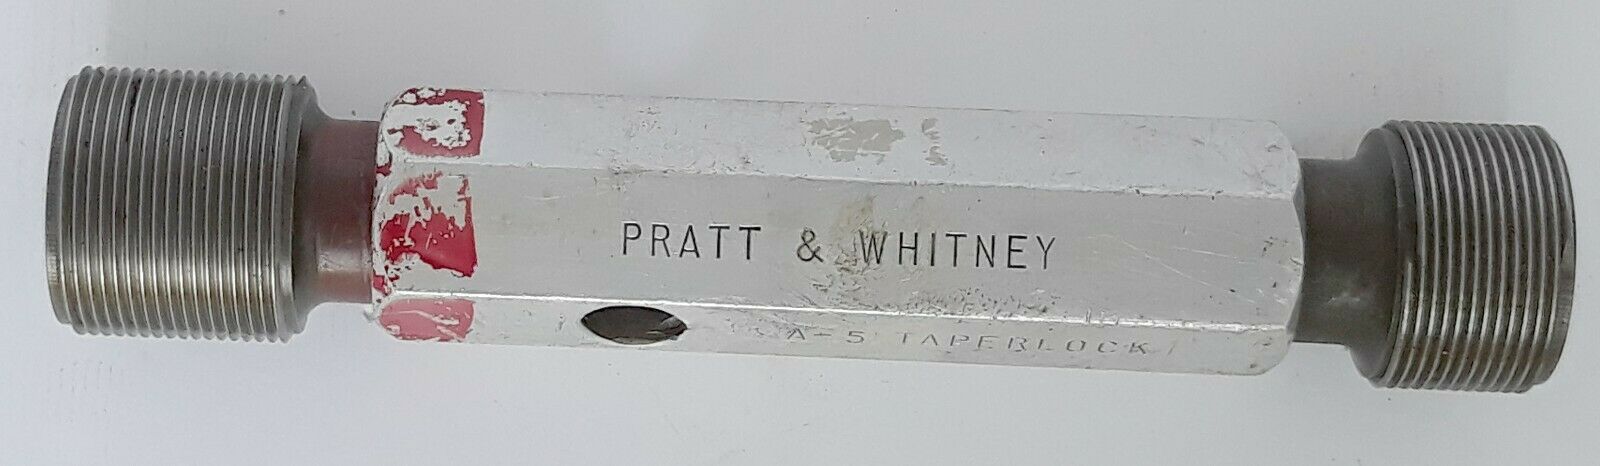 PRATT & WHITNEY
A-5 TAPERLOCK